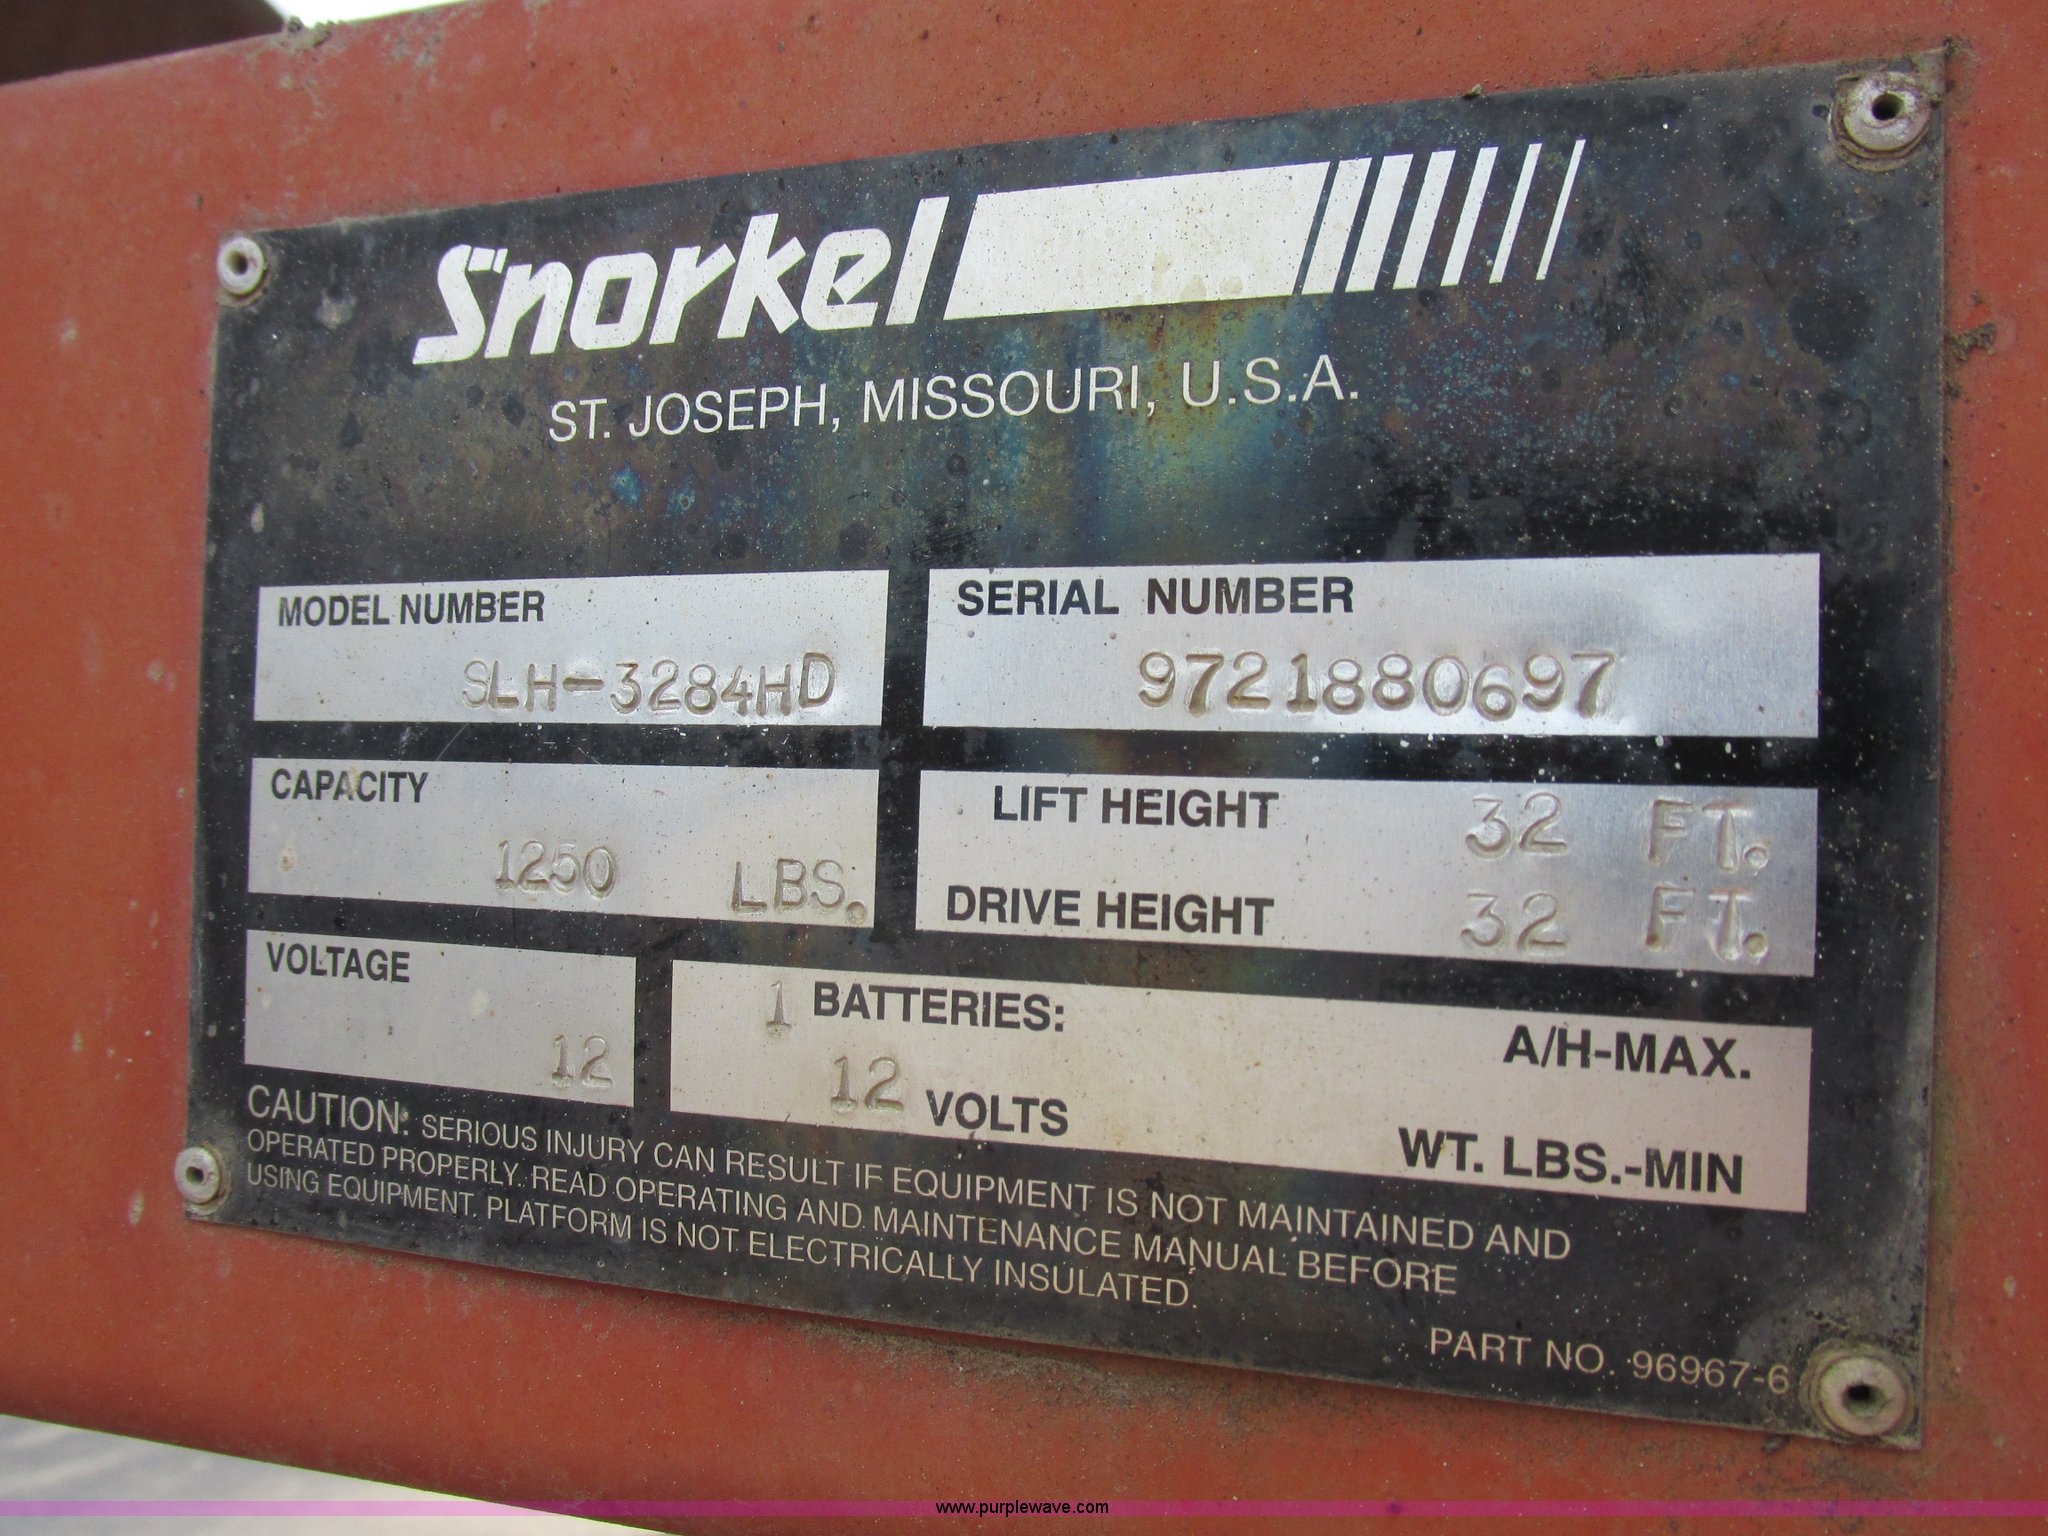 Snorkel
ST. JOSEPH, MISSOURI, U.S.A.
MODEL NUMBER
SLH-3284HD
SERIAL NUMBER
9721880697
CAPACITY
1250 LBS.
LIFT HEIGHT 32 FT.
DRIVE HEIGHT 32 FT.
VOLTAGE
12
1 BATTERIES: A/H-MAX.
12 VOLTS WT. LBS.-MIN
CAUTION: SERIOUS INJURY CAN RESULT IF EQUIPMENT IS NOT MAINTAINED AND
OPERATED PROPERLY. READ OPERATING AND MAINTENANCE MANUAL BEFORE
USING EQUIPMENT. PLATFORM IS NOT ELECTRICALLY INSULATED.
PART NO. 96967-6
www.purplewave.com